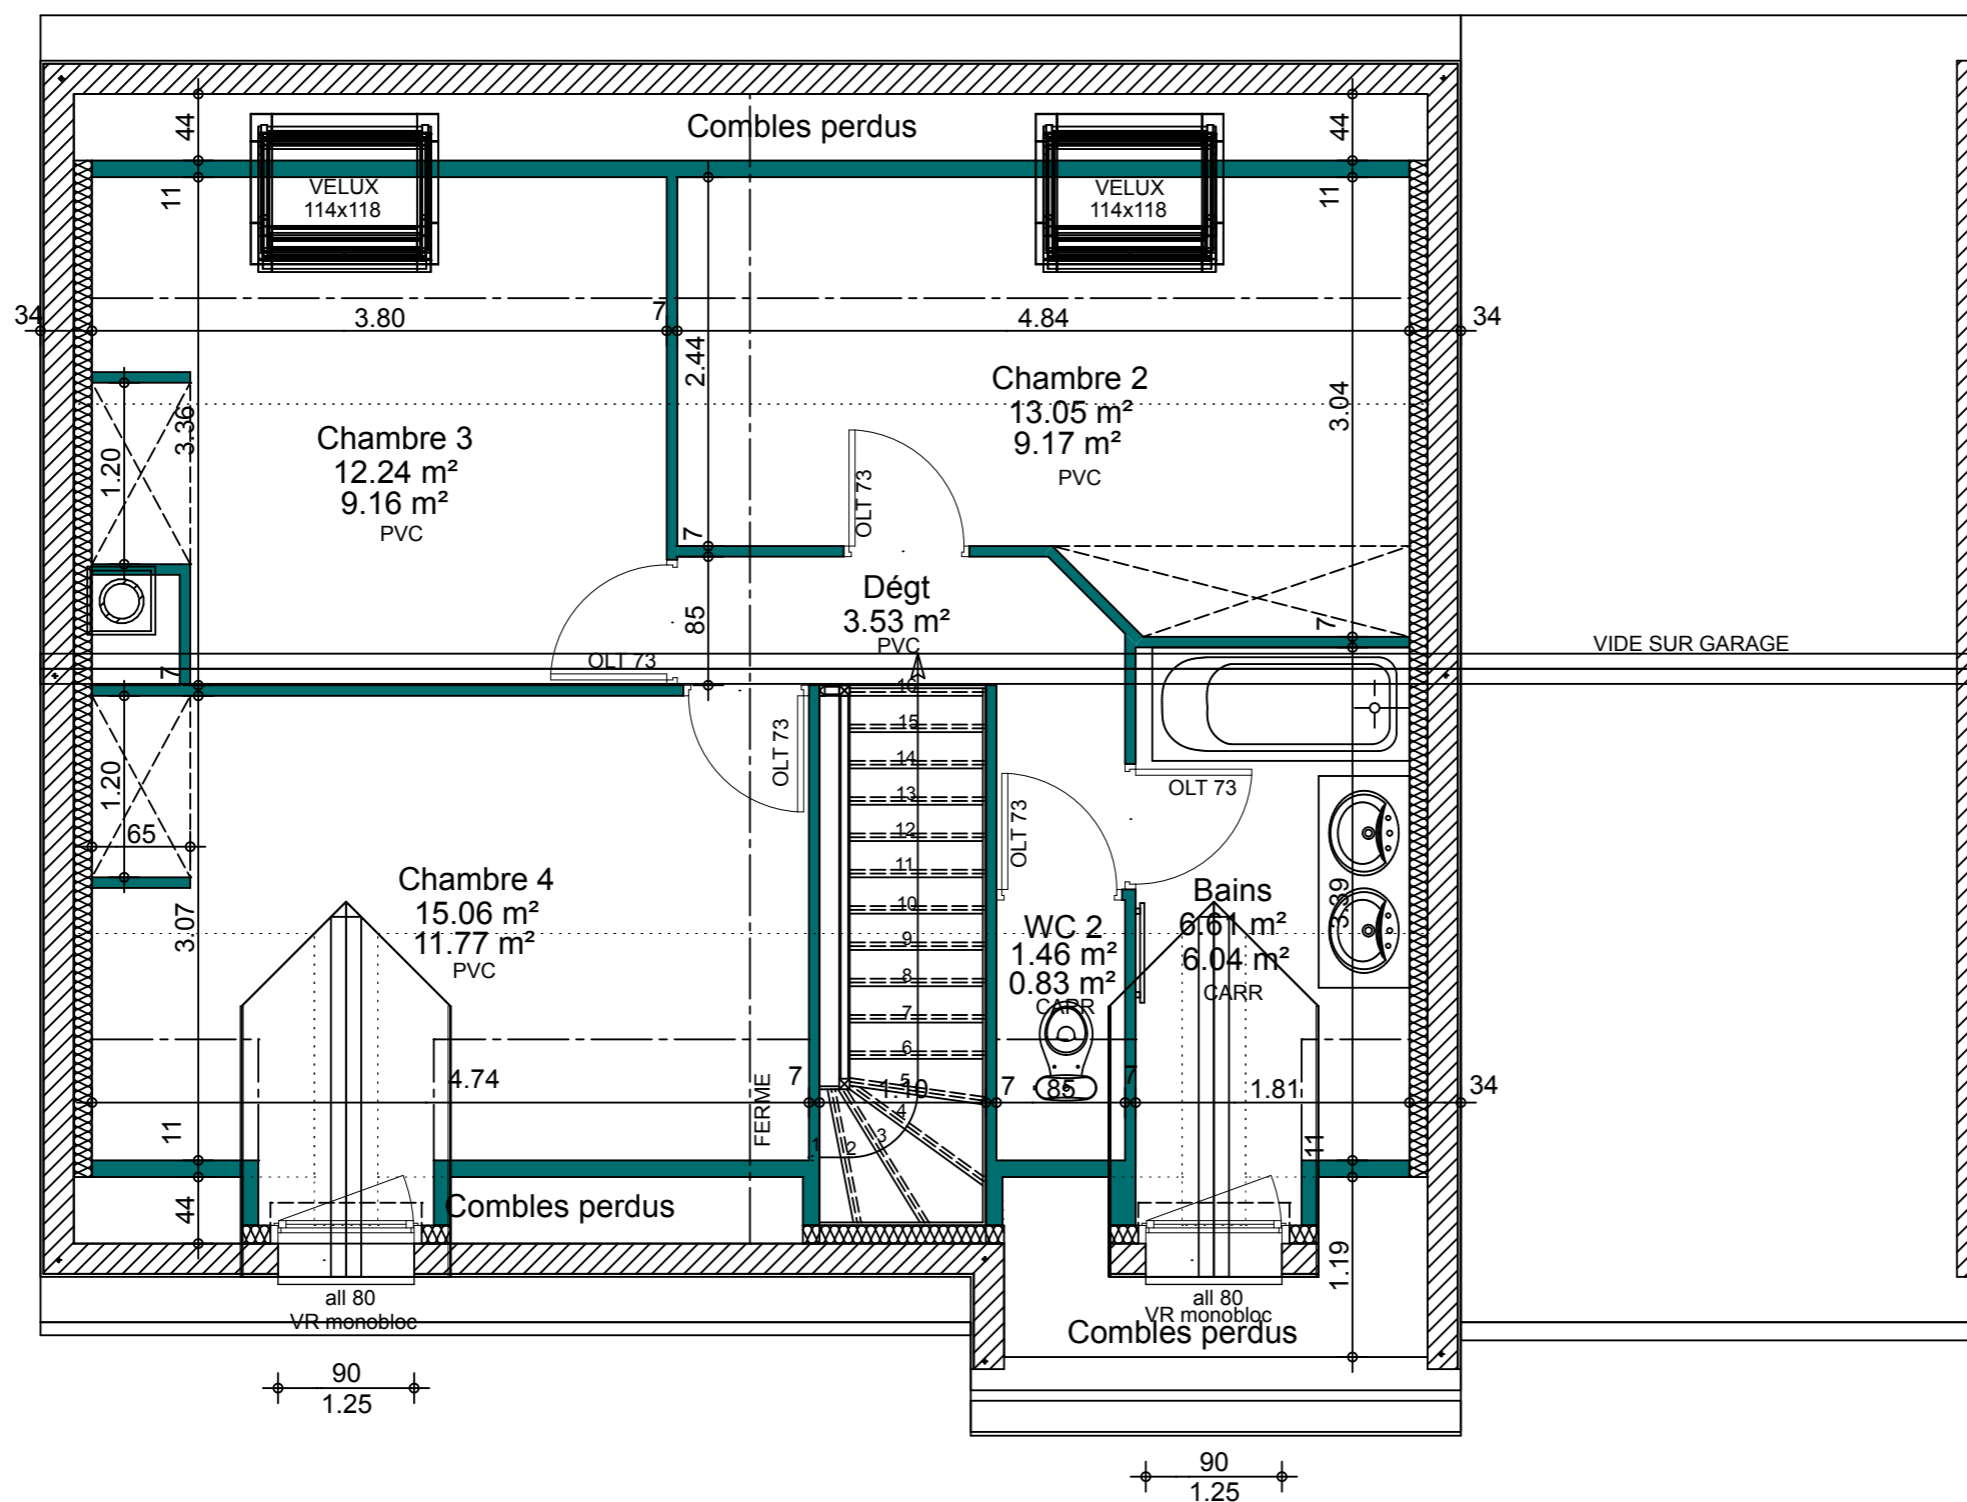 Combles perdus
44
44
11
11
VELUX
114x118
VELUX
114x118
34
3.80
7
4.84
34
2.44
Chambre 2
13.05 m²
9.17 m²
PVC
3.04
3.36
1.20
Chambre 3
12.24 m²
9.16 m²
PVC
OLT 73
7
Dégt
3.53 m²
PVC
85
7
7
OLT 73
VIDE SUR GARAGE
16
15
14
13
12
11
10
9
8
7
6
5
4
3
2
1
OLT 73
OLT 73
OLT 73
1.20
65
Chambre 4
15.06 m²
11.77 m²
PVC
3.07
WC 2
1.46 m²
0.83 m²
CARR
Bains
6.61 m²
6.04 m²
CARR
3.39
4.74
FERME
7
1.10
7
85
7
1.81
34
11
11
44
Combles perdus
1.19
all 80
VR monobloc
all 80
VR monobloc
Combles perdus
90
1.25
90
1.25